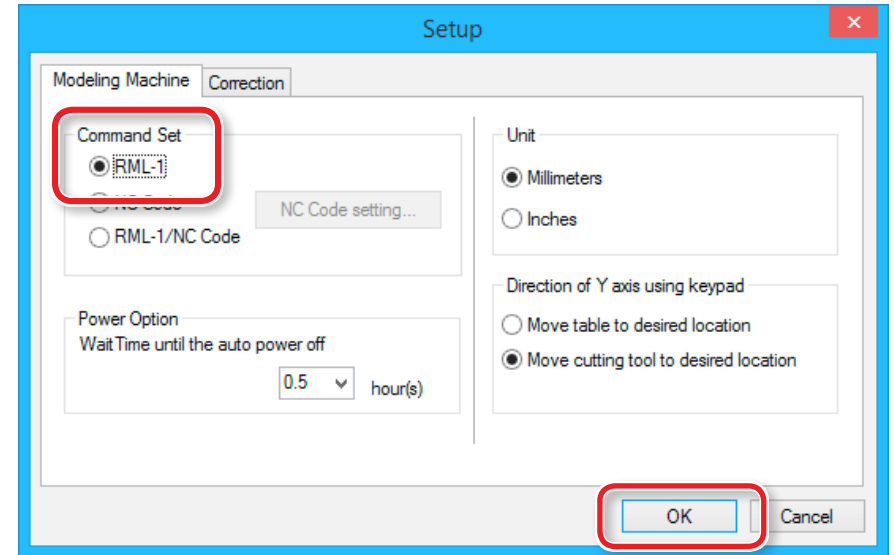 Setup
Modeling Machine
Correction
Command Set
RML-1
NC Code
NC Code setting...
RML-1/NC Code
Power Option
WaitTime until the auto power off
0.5
hour(s)
Unit
Millimeters
Inches
Direction of Y axis using keypad
Move table to desired location
Move cutting tool to desired location
OK
Cancel